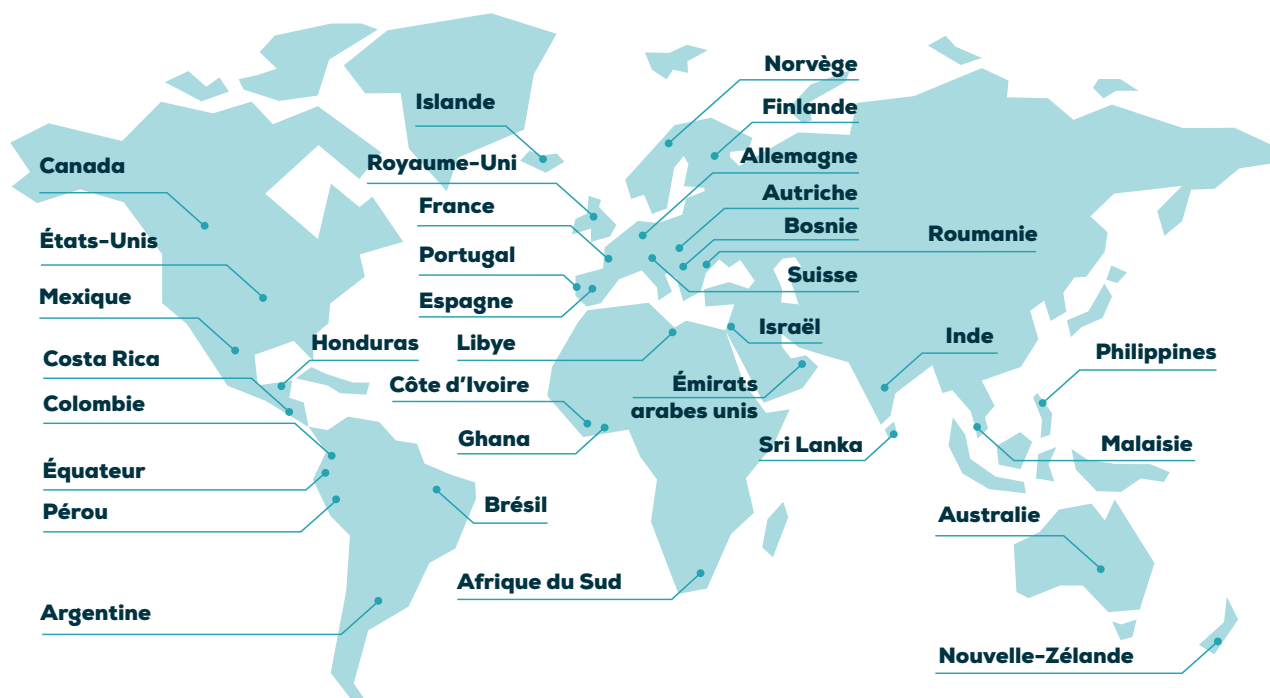 Norvège
Islande
Finlande
Canada
Royaume-Uni
Allemagne
Autriche
France
Bosnie
Roumanie
États-Unis
Portugal
Suisse
Mexique
Espagne
Israël
Honduras
Libye
Inde
Philippines
Costa Rica
Côte d'Ivoire
Émirats
arabes unis
Colombie
Ghana
Sri Lanka
Malaisie
Équateur
Pérou
Brésil
Australie
Afrique du Sud
Argentine
Nouvelle-Zélande